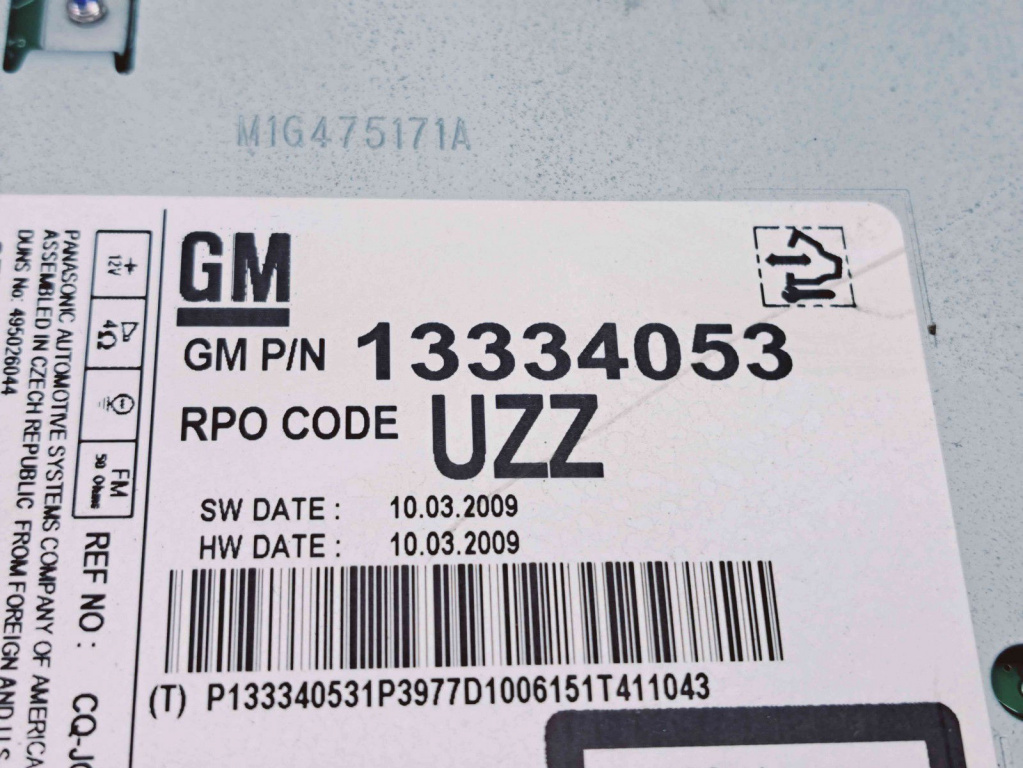 M1G475171A
GM
GM P/N 13334053
RPO CODE UZZ
SW DATE : 10.03.2009
HW DATE : 10.03.2009
(T) P133340531P3977D1006151T411043
+
12V
4Ω
FM
50 Ohms
REF NO :
PANASONIC AUTOMOTIVE SYSTEMS COMPANY OF AMERICA
ASSEMBLED IN CZECH REPUBLIC FROM FOREIGN AND U.S.
DUNS No: 495026044